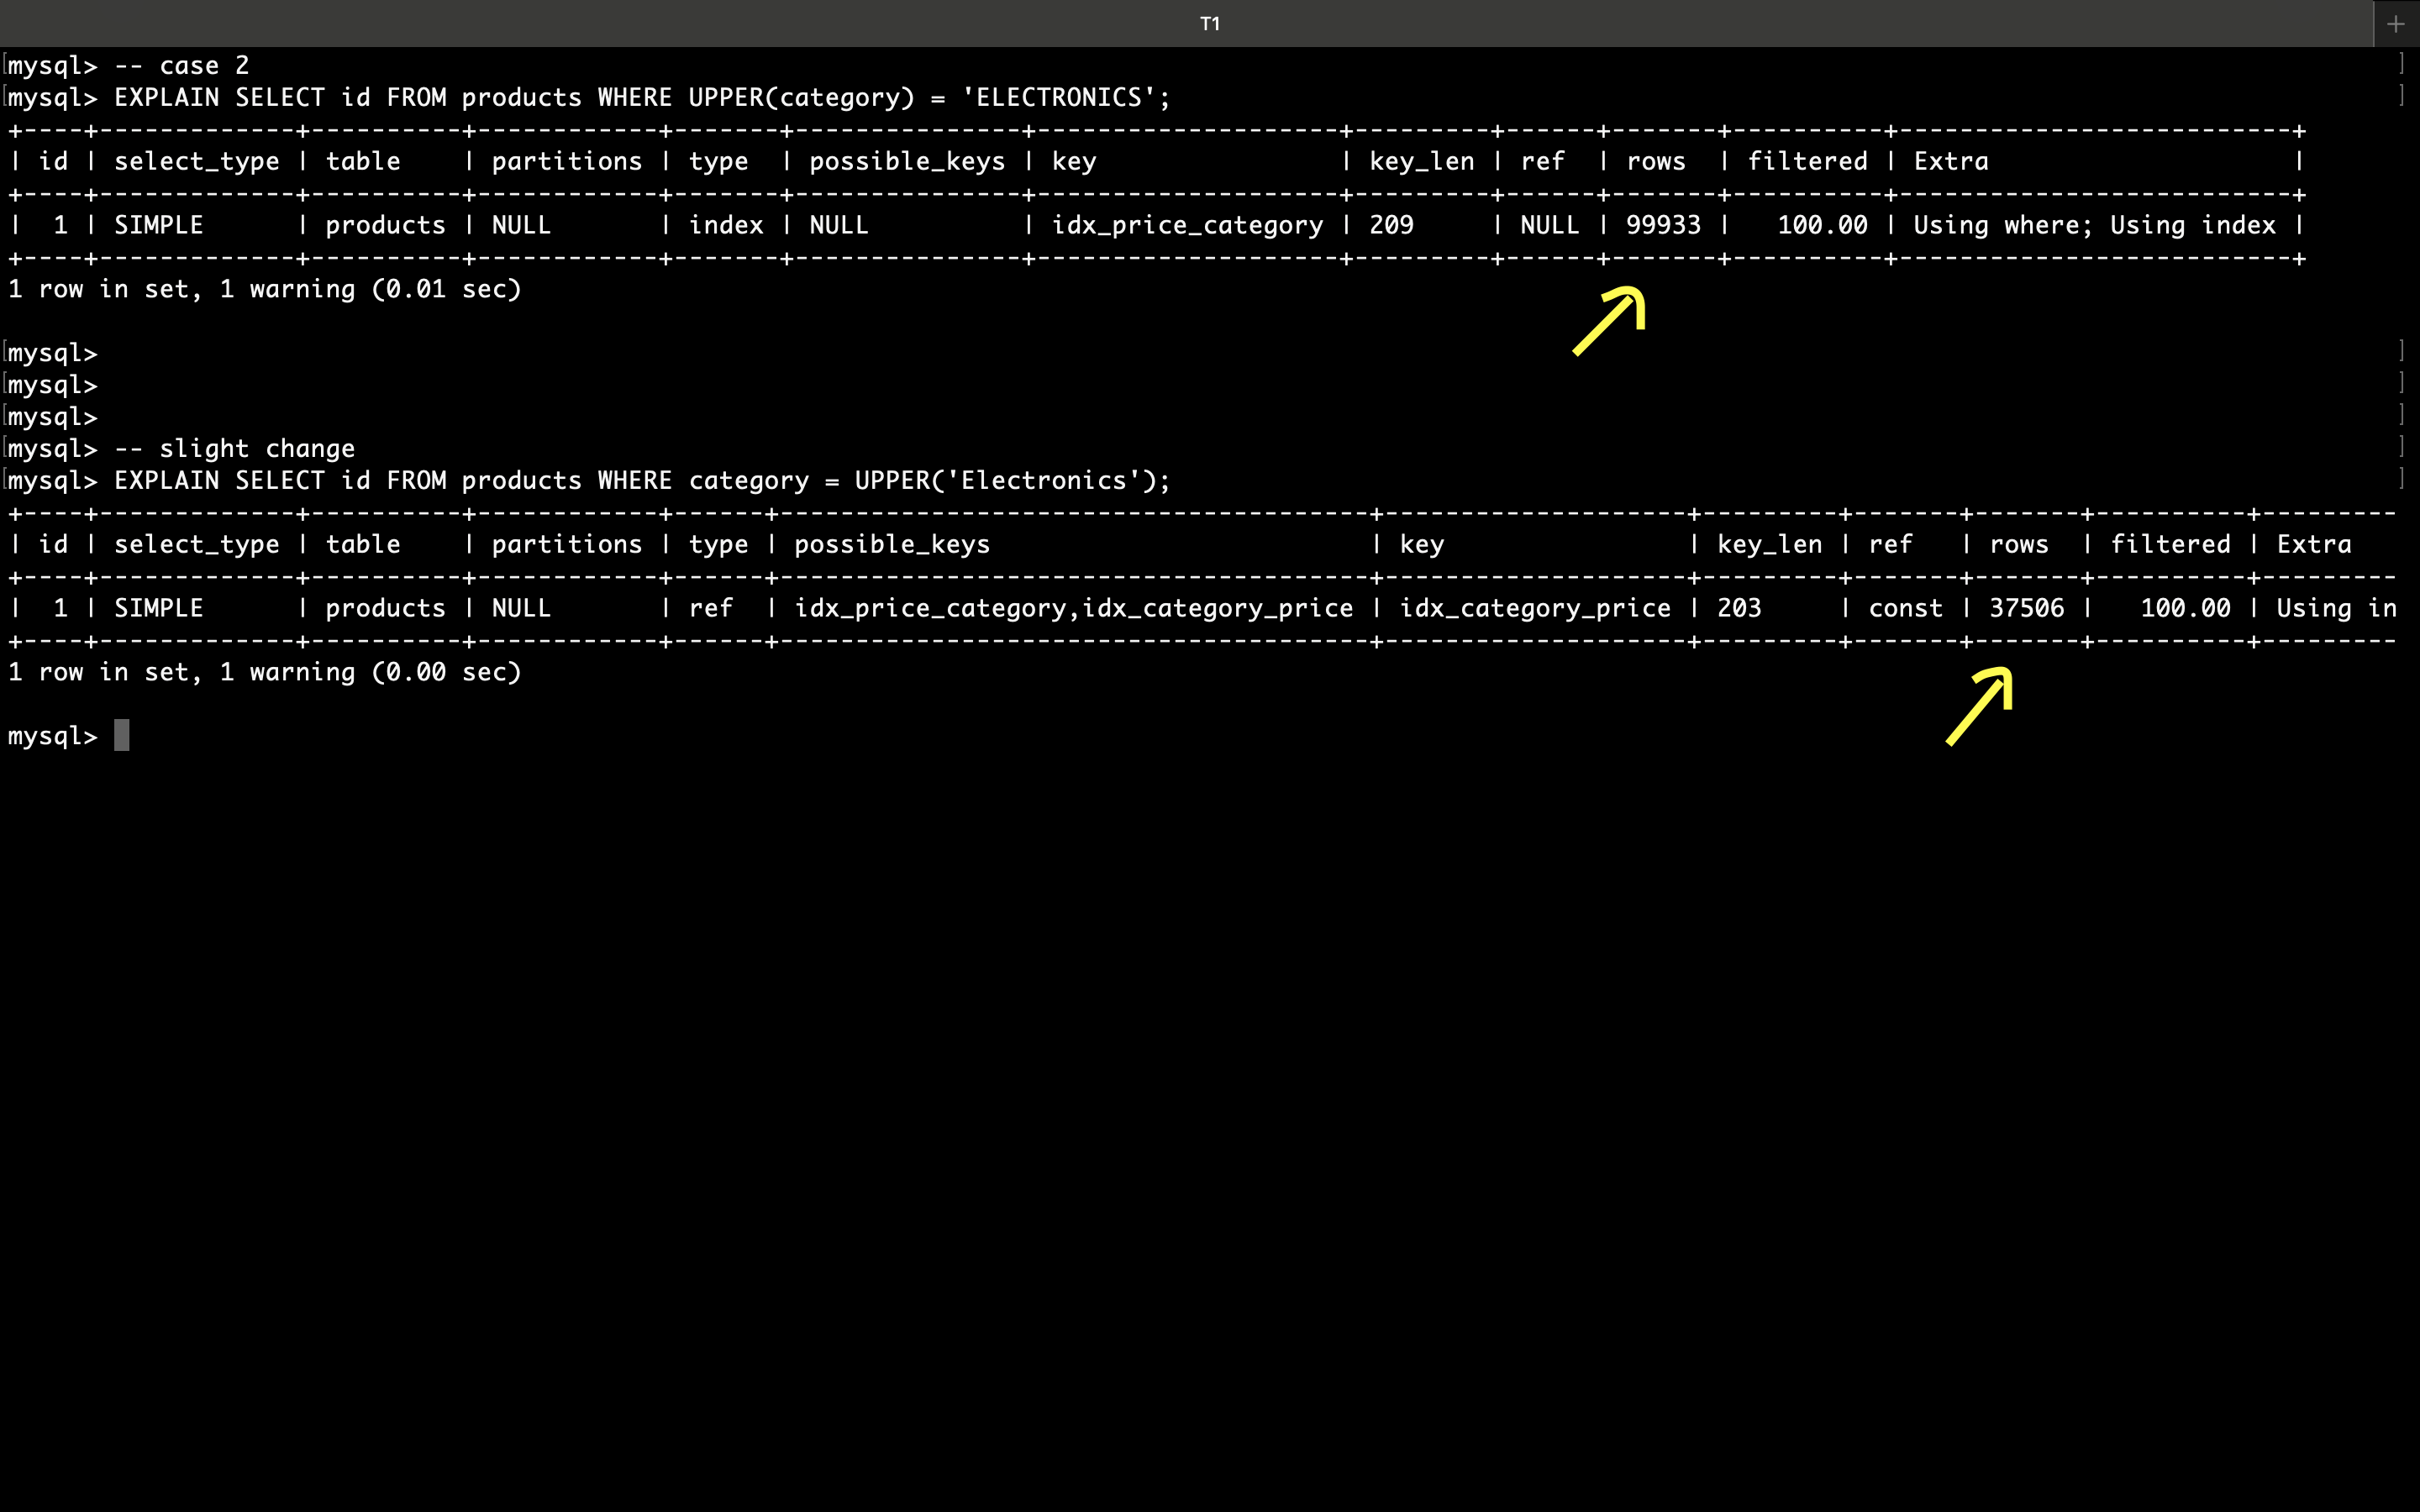 T1
mysql> -- case 2
mysql> EXPLAIN SELECT id FROM products WHERE UPPER(category) = 'ELECTRONICS';
+----+-------------+----------+------------+-------+---------------+--------------------+---------+------+-------+----------+--------------------------+
| id | select_type | table    | partitions | type  | possible_keys | key                | key_len | ref  | rows  | filtered | Extra                    |
+----+-------------+----------+------------+-------+---------------+--------------------+---------+------+-------+----------+--------------------------+
|  1 | SIMPLE      | products | NULL       | index | NULL          | idx_price_category | 209     | NULL | 99933 |   100.00 | Using where; Using index |
+----+-------------+----------+------------+-------+---------------+--------------------+---------+------+-------+----------+--------------------------+
1 row in set, 1 warning (0.01 sec)
mysql>
mysql>
mysql>
mysql> -- slight change
mysql> EXPLAIN SELECT id FROM products WHERE category = UPPER('Electronics');
+----+-------------+----------+------------+------+---------------------------------------+--------------------+---------+-------+-------+----------+---------
| id | select_type | table    | partitions | type | possible_keys                         | key                | key_len | ref   | rows  | filtered | Extra
+----+-------------+----------+------------+------+---------------------------------------+--------------------+---------+-------+-------+----------+---------
|  1 | SIMPLE      | products | NULL       | ref  | idx_price_category,idx_category_price | idx_category_price | 203     | const | 37506 |   100.00 | Using in
+----+-------------+----------+------------+------+---------------------------------------+--------------------+---------+-------+-------+----------+---------
1 row in set, 1 warning (0.00 sec)
mysql>